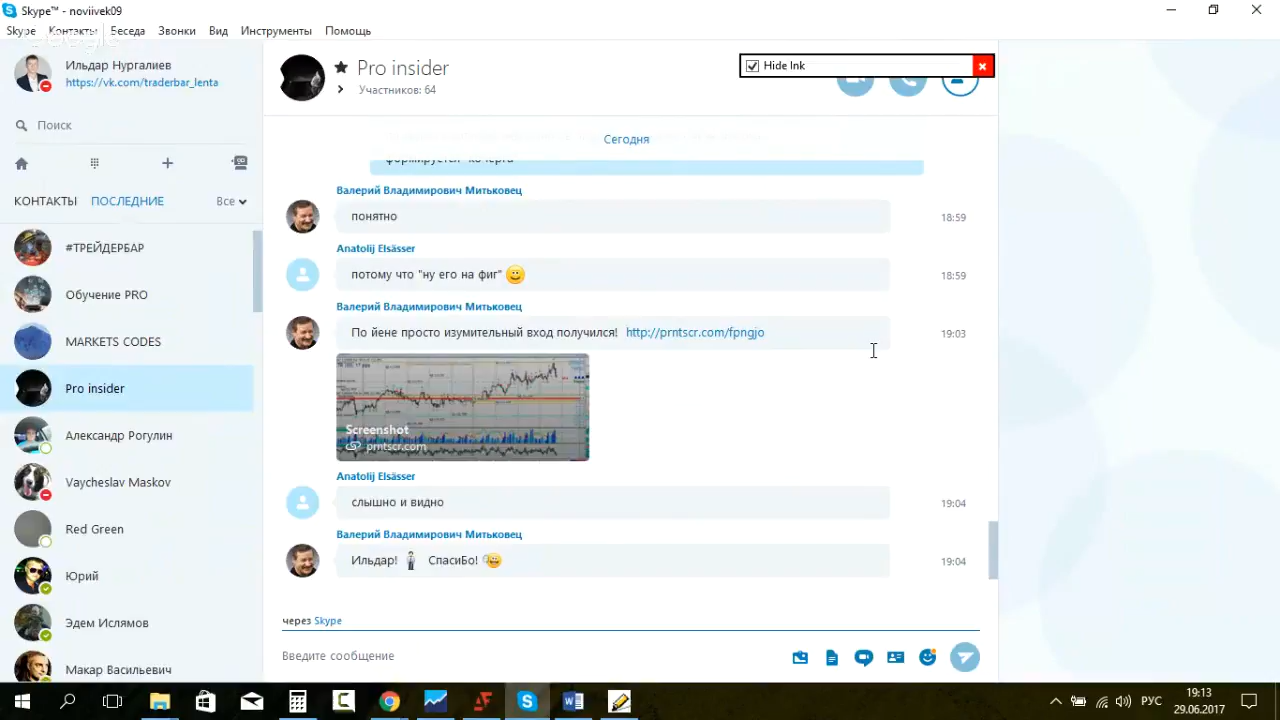 Skype™ - noviivek09
Skype Контакты Беседа Звонки Вид Инструменты Помощь
Ильдар Нургалиев
https://vk.com/traderbar_lenta
Pro insider
Участников: 64
Hide Ink
Поиск
Сегодня
КОНТАКТЫ ПОСЛЕДНИЕ Все
#ТРЕЙДЕРБАР
Обучение PRO
MARKETS CODES
Pro insider
Александр Рогулин
Vaycheslav Maskov
Red Green
Юрий
Эдем Ислямов
Макар Васильевич
Валерий Владимирович Митьковец
понятно 18:59
Anatolij Elsässer
потому что "ну его на фиг" 18:59
Валерий Владимирович Митьковец
По йене просто изумительный вход получился! http://prntscr.com/fpngjo 19:03
Screenshot
prntscr.com
Anatolij Elsässer
слышно и видно 19:04
Валерий Владимирович Митьковец
Ильдар! СпасиБо! 19:04
через Skype
Введите сообщение
РУС
19:13
29.06.2017